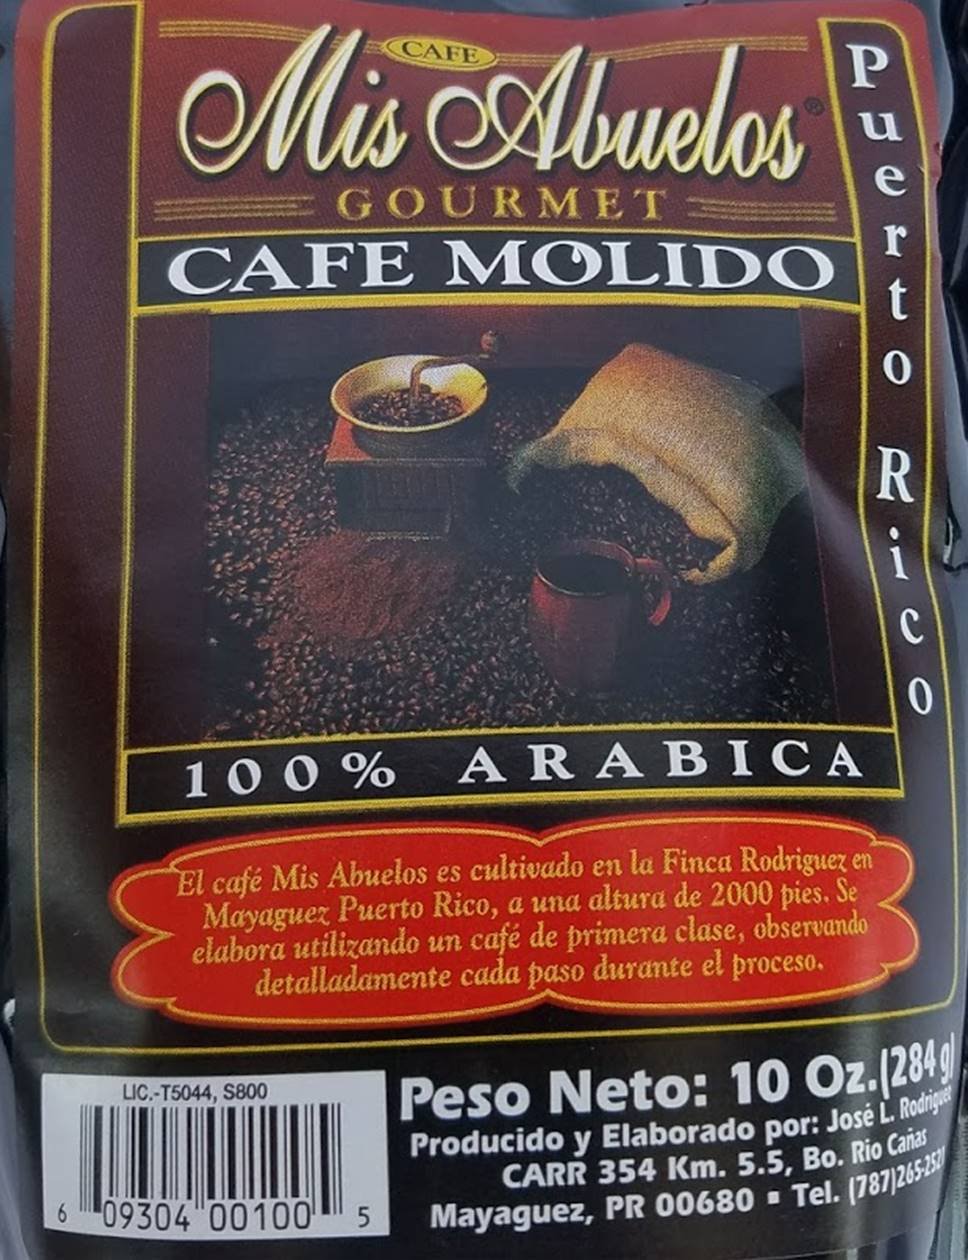 CAFE
Mis Abuelos®
GOURMET
CAFE MOLIDO
Puerto Rico
100% ARABICA
El café Mis Abuelos es cultivado en la Finca Rodriguez en
Mayaguez Puerto Rico, a una altura de 2000 pies. Se
elabora utilizando un café de primera clase, observando
detalladamente cada paso durante el proceso.
LIC.-T5044, S800
6 09304 00100 5
Peso Neto: 10 Oz.(284 g)
Producido y Elaborado por: José L. Rodriguez
CARR 354 Km. 5.5, Bo. Rio Cañas
Mayaguez, PR 00680 ▪ Tel. (787)265-2521